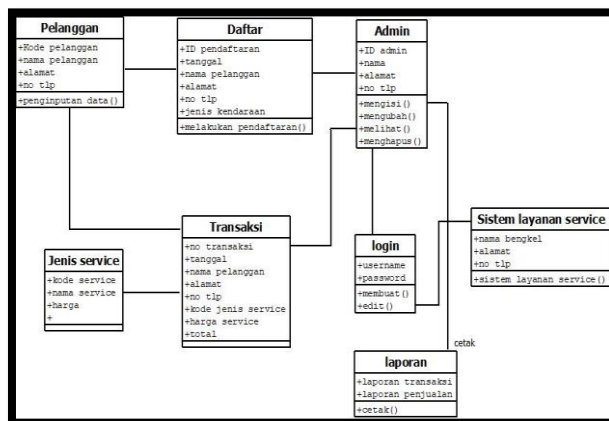 Pelanggan
+Kode pelanggan
+nama pelanggan
+alamat
+no tlp
+penginputan data()
Daftar
+ID pendaftaran
+tanggal
+nama pelanggan
+alamat
+no tlp
+jenis kendaraan
+melakukan pendaftaran()
Admin
+ID admin
+nama
+alamat
+no tlp
+mengisi()
+mengubah()
+melihat()
+menghapus()
Jenis service
+kode service
+nama service
+harga
+
Transaksi
+no transaksi
+tanggal
+nama pelanggan
+alamat
+no tlp
+kode jenis service
+harga service
+total
login
+username
+password
+membuat()
+edit()
Sistem layanan service
+nama bengkel
+alamat
+no tlp
+sistem layanan service()
cetak
laporan
+laporan transaksi
+laporan penjualan
+cetak()